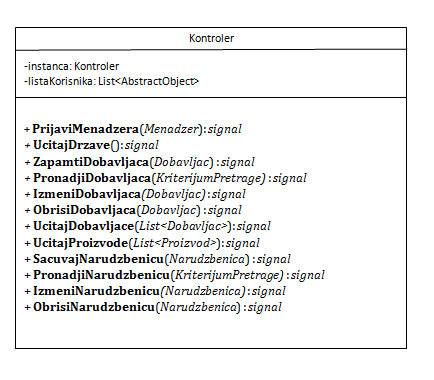 Kontroler
-instanca: Kontroler
-listaKorisnika: List<AbstractObject>
+ PrijaviMenadzera(Menadzer):signal
+ UcitajDrzave():signal
+ ZapamtiDobavljaca(Dobavljac):signal
+ PronadjiDobavljaca(KriterijumPretrage):signal
+ IzmeniDobavljaca(Dobavljac):signal
+ ObrisiDobavljaca(Dobavljac):signal
+ UcitajDobavljace(List<Dobavljac>):signal
+ UcitajProizvode(List<Proizvod>):signal
+ SacuvajNarudzbenicu(Narudzbenica):signal
+ PronadjiNarudzbenicu(KriterijumPretrage):signal
+ IzmeniNarudzbenicu(Narudzbenica):signal
+ ObrisiNarudzbenicu(Narudzbenica):signal